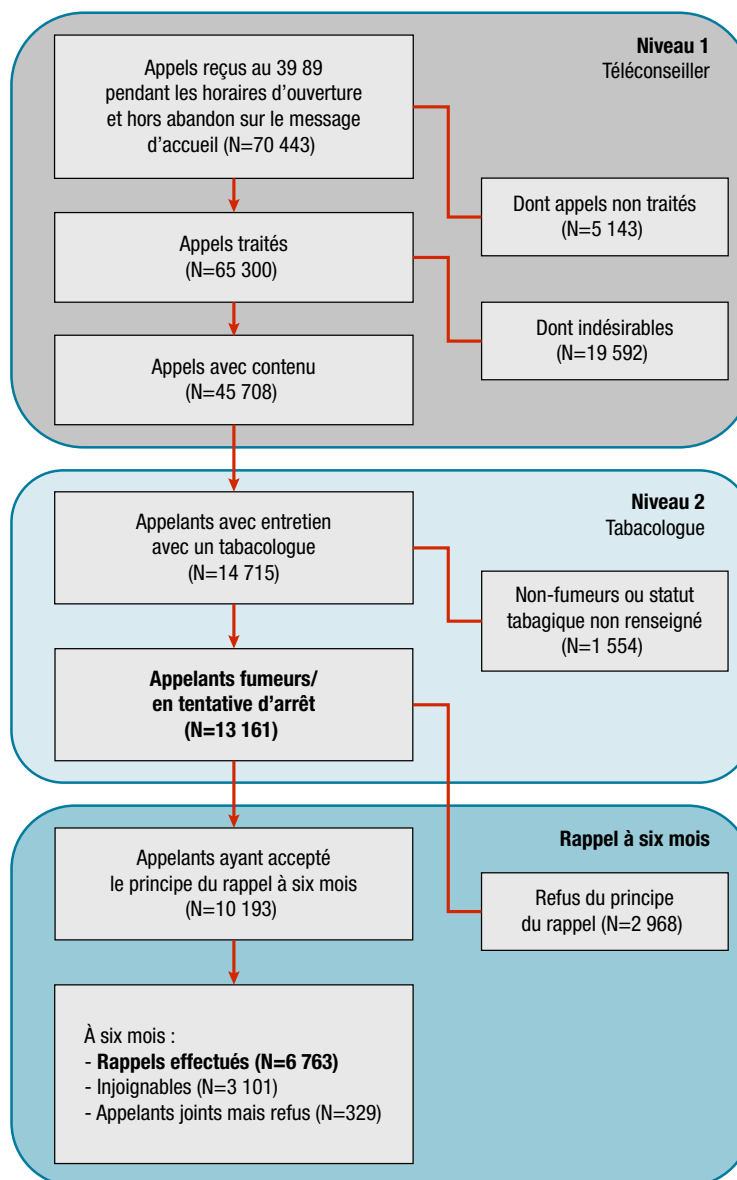 Niveau 1
Téléconseiller
Appels reçus au 39 89
pendant les horaires d'ouverture
et hors abandon sur le message
d'accueil (N=70 443)
Dont appels non traités
(N=5 143)
Appels traités
(N=65 300)
Dont indésirables
(N=19 592)
Appels avec contenu
(N=45 708)
Niveau 2
Tabacologue
Appelants avec entretien
avec un tabacologue
(N=14 715)
Non-fumeurs ou statut
tabagique non renseigné
(N=1 554)
Appelants fumeurs/
en tentative d'arrêt
(N=13 161)
Rappel à six mois
Appelants ayant accepté
le principe du rappel à six mois
(N=10 193)
Refus du principe
du rappel (N=2 968)
À six mois :
- Rappels effectués (N=6 763)
- Injoignables (N=3 101)
- Appelants joints mais refus (N=329)